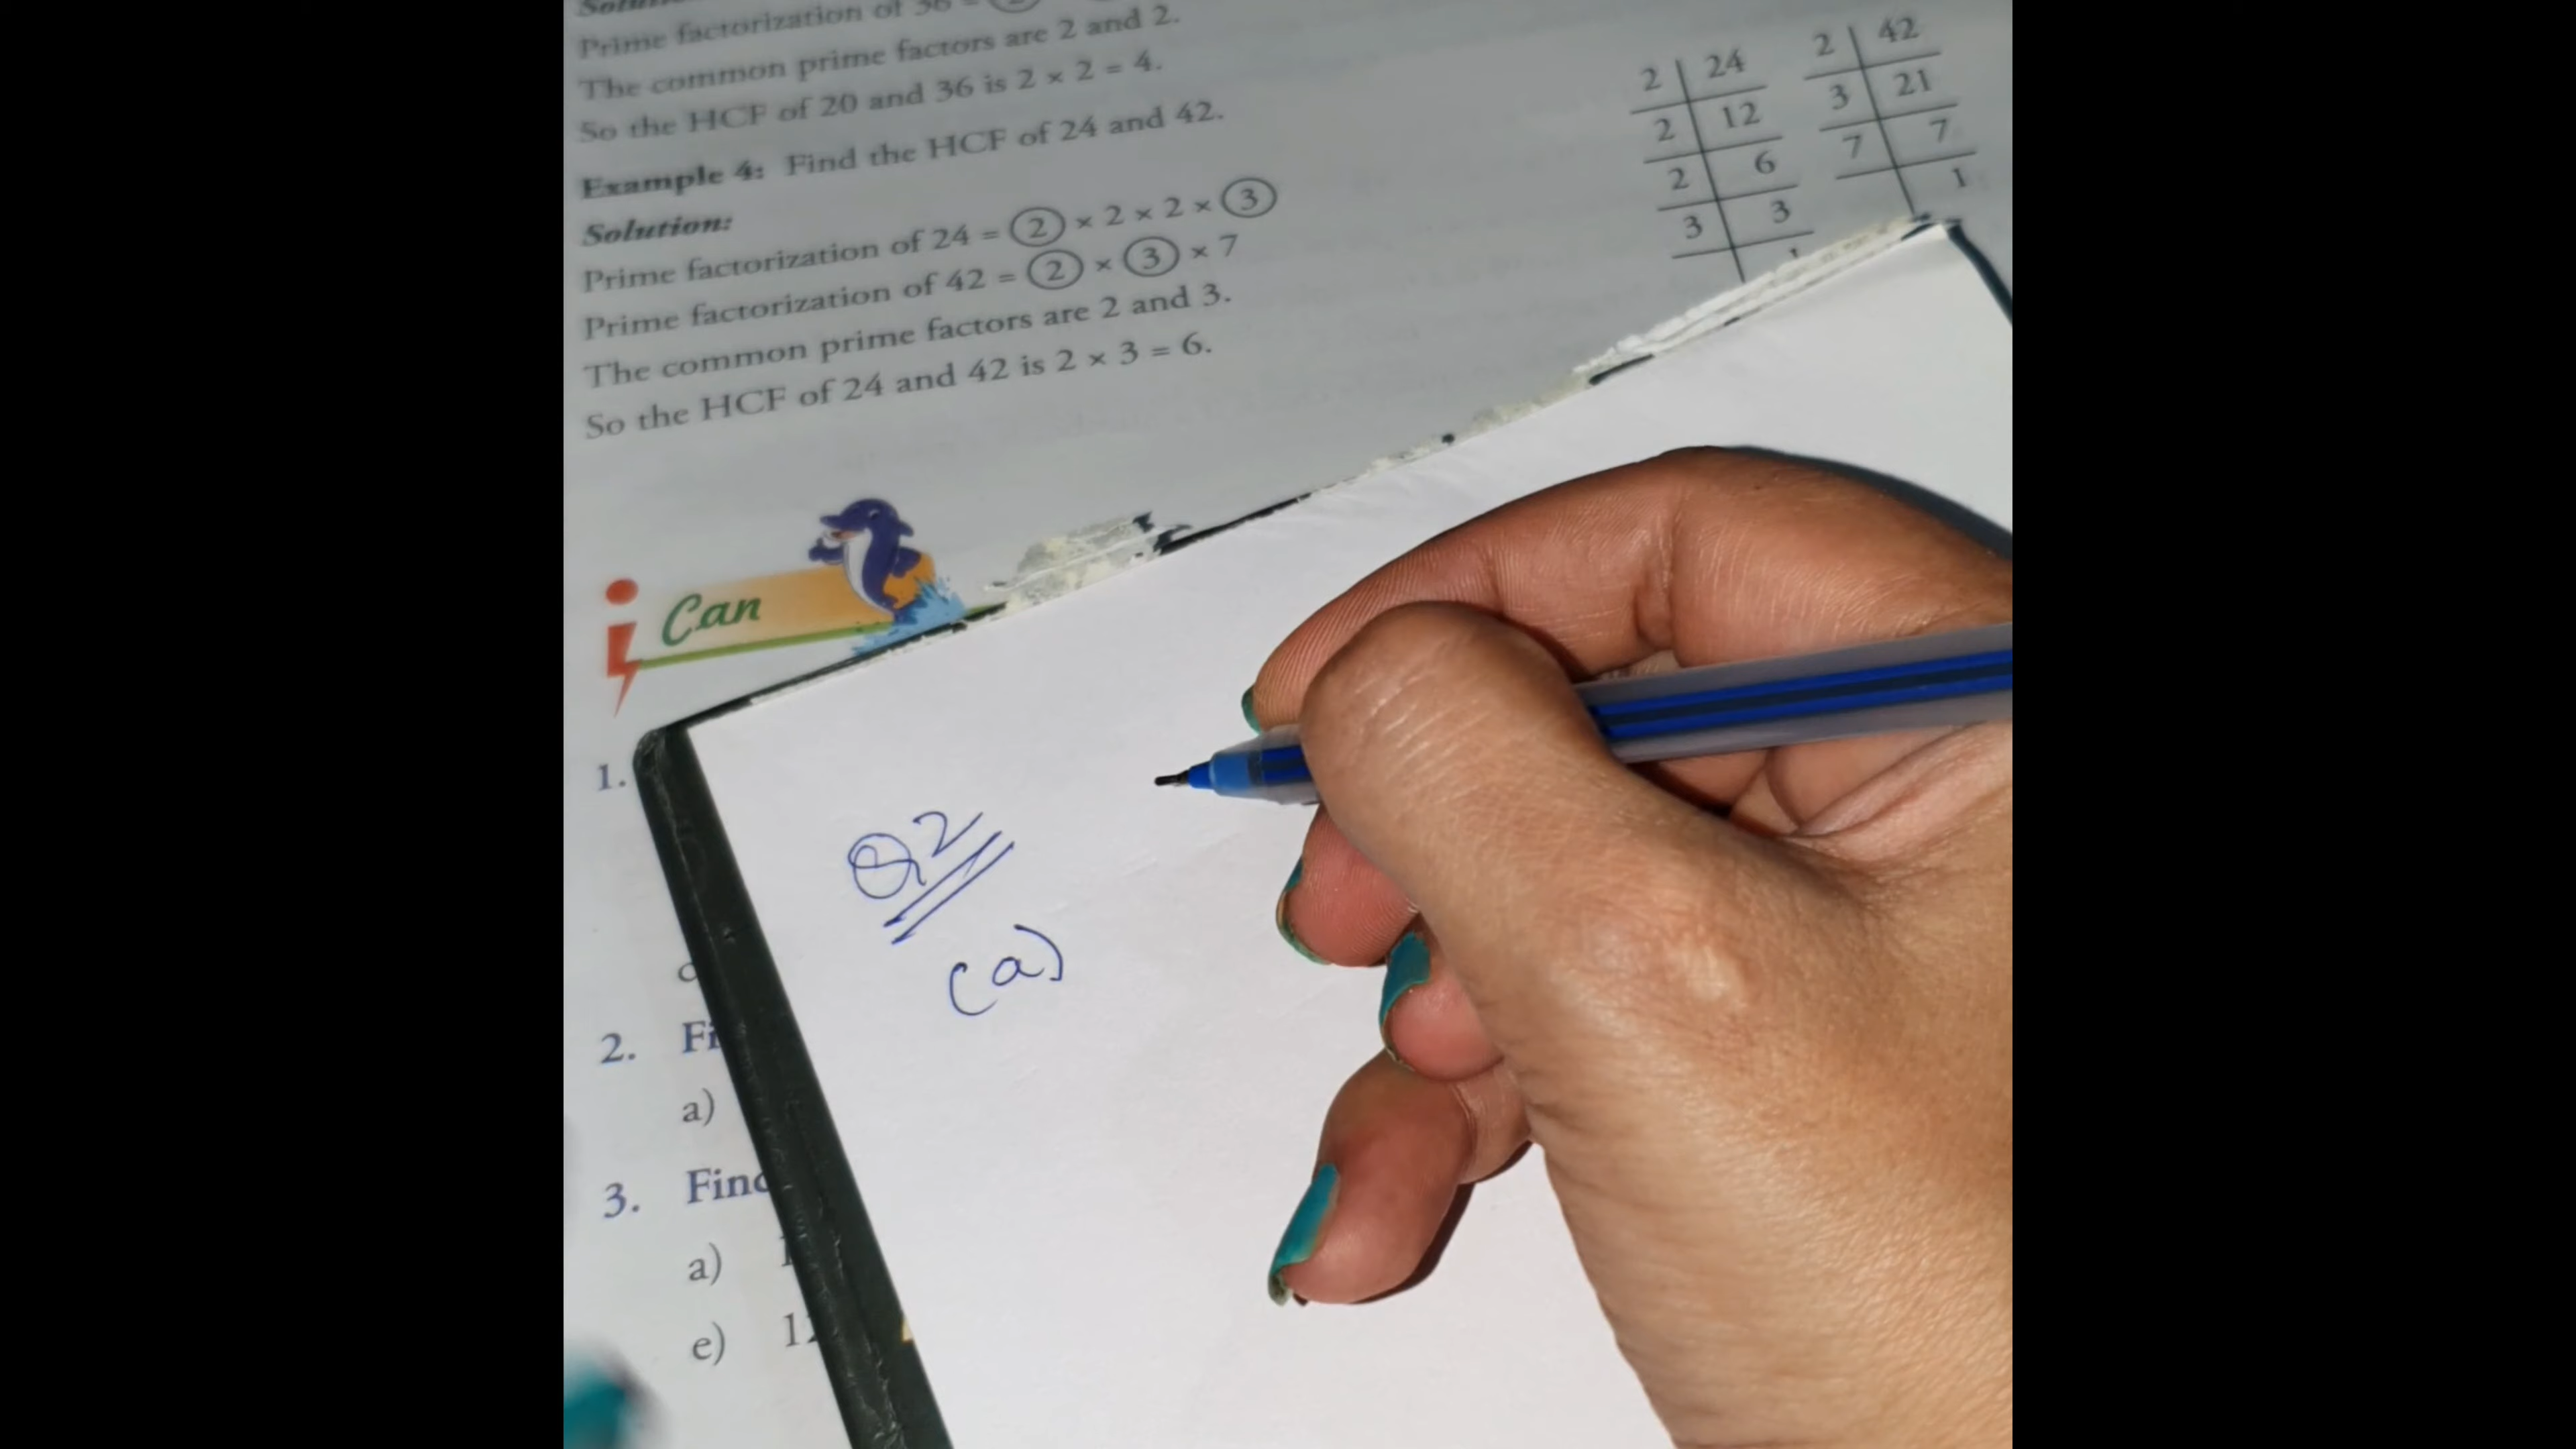 Prime factorization of 36 = 2
The common prime factors are 2 and 2.
So the HCF of 20 and 36 is 2 × 2 = 4.
Example 4: Find the HCF of 24 and 42.
Solution:
Prime factorization of 24 = 2 × 2 × 2 × 3
Prime factorization of 42 = 2 × 3 × 7
The common prime factors are 2 and 3.
So the HCF of 24 and 42 is 2 × 3 = 6.
2 24
2 12
2 6
3 3
1
2 42
3 21
7 7
1
i Can
1.
2.
a)
3. Find
a)
e)
Q2
(a)